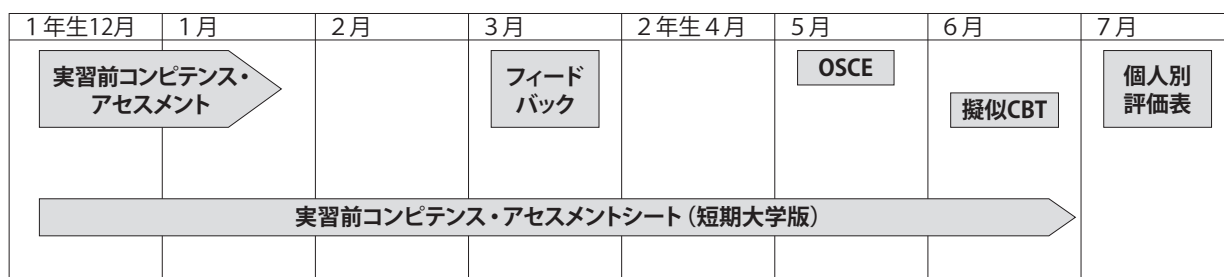 1年生12月
1月
2月
3月
2年生4月
5月
6月
7月
実習前コンピテンス・
アセスメント
フィード
バック
OSCE
擬似CBT
個人別
評価表
実習前コンピテンス・アセスメントシート（短期大学版）